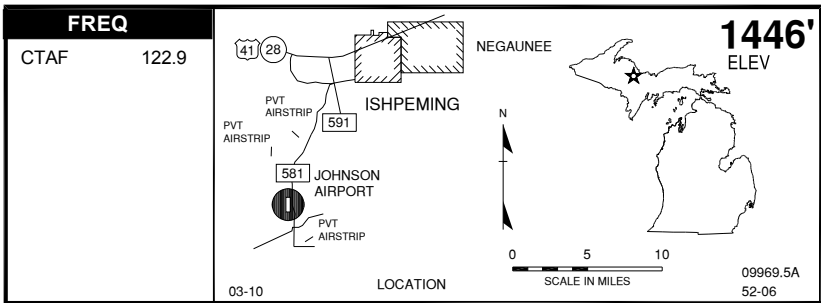 FREQ
CTAF 122.9
41
28
NEGAUNEE
1446'
ELEV
ISHPEMING
PVT
AIRSTRIP
591
PVT
AIRSTRIP
581
JOHNSON
AIRPORT
PVT
AIRSTRIP
N
0 5 10
SCALE IN MILES
03-10
LOCATION
09969.5A
52-06